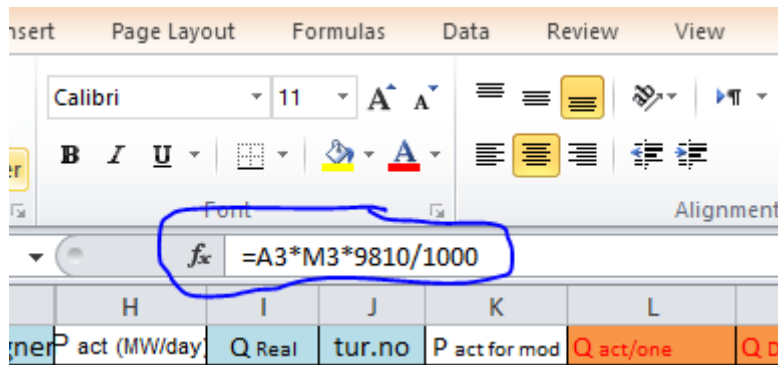 nsert Page Layout Formulas Data Review View
Calibri 11 A A
B I U A
er
Font Alignment
fx =A3*M3*9810/1000
H I J K L
gner P act (MW/day) Q Real tur.no P act for mod Q act/one Q D